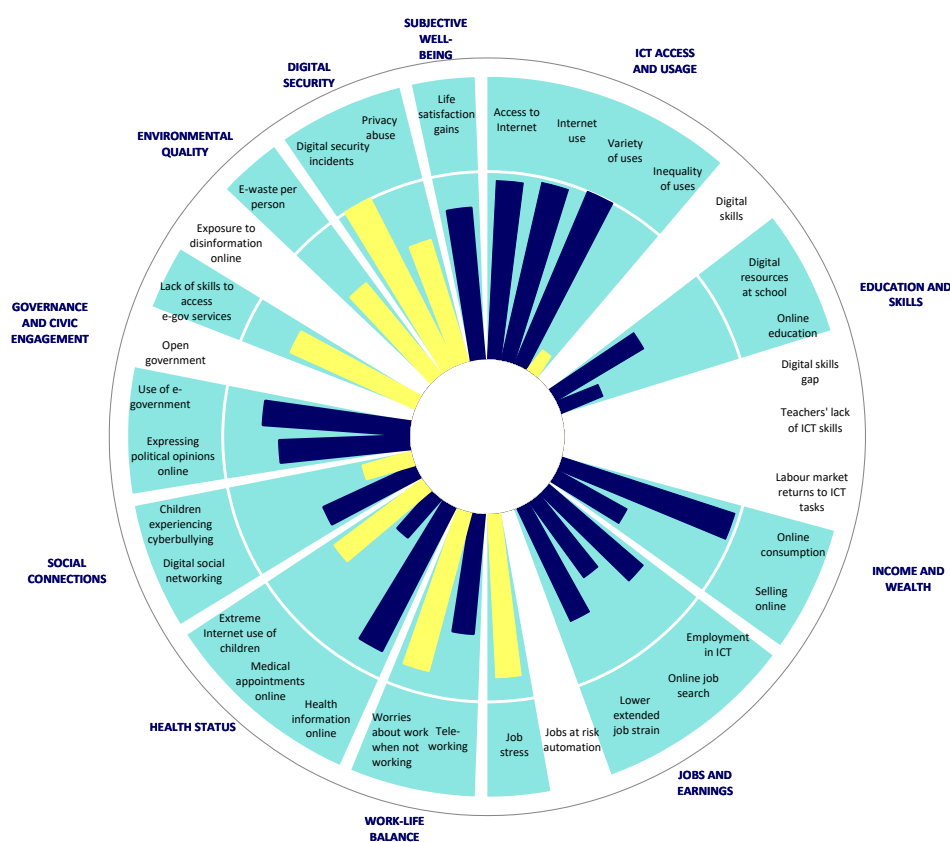 SUBJECTIVE
WELL-
BEING
ICT ACCESS
AND USAGE
DIGITAL
SECURITY
ENVIRONMENTAL
QUALITY
GOVERNANCE
AND CIVIC
ENGAGEMENT
SOCIAL
CONNECTIONS
HEALTH STATUS
WORK-LIFE
BALANCE
JOBS AND
EARNINGS
INCOME AND
WEALTH
EDUCATION AND
SKILLS
Life
satisfaction
gains
Access to
Internet
Internet
use
Variety
of uses
Inequality
of uses
Digital
skills
Digital
resources
at school
Online
education
Digital skills
gap
Teachers' lack
of ICT skills
Labour market
returns to ICT
tasks
Online
consumption
Selling
online
Employment
in ICT
Online job
search
Lower
extended
job strain
Jobs at risk
automation
Job
stress
Tele-
working
Worries
about work
when not
working
Health
information
online
Medical
appointments
online
Extreme
Internet use of
children
Digital social
networking
Children
experiencing
cyberbullying
Expressing
political opinions
online
Use of e-
government
Open
government
Lack of skills to
access
e-gov services
Exposure to
disinformation
online
E-waste per
person
Digital security
incidents
Privacy
abuse